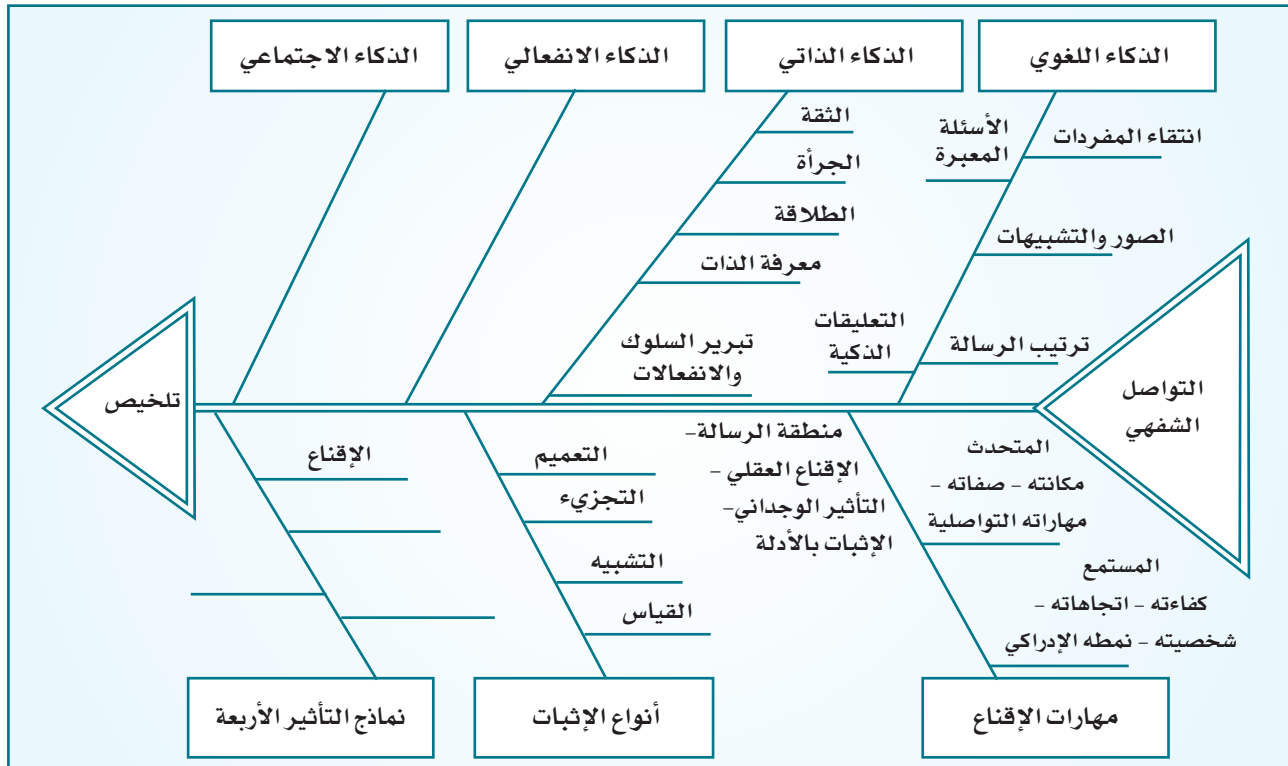 الذكاء اللغوي
الذكاء الذاتي
الذكاء الانفعالي
الذكاء الاجتماعي
انتقاء المفردات
الأسئلة
المعبرة
الصور والتشبيهات
ترتيب الرسالة
التعليقات
الذكية
الثقة
الجرأة
الطلاقة
معرفة الذات
تبرير السلوك
والانفعالات
التواصل
الشفهي
تلخيص
المتحدث
مكانته - صفاته -
مهاراته التواصلية
المستمع
كفاءته - اتجاهاته -
شخصيته - نمطه الإدراكي
منطقة الرسالة-
الإقناع العقلي -
التأثير الوجداني-
الإثبات بالأدلة
التعميم
التجزيء
التشبيه
القياس
الإقناع
مهارات الإقناع
أنواع الإثبات
نماذج التأثير الأربعة